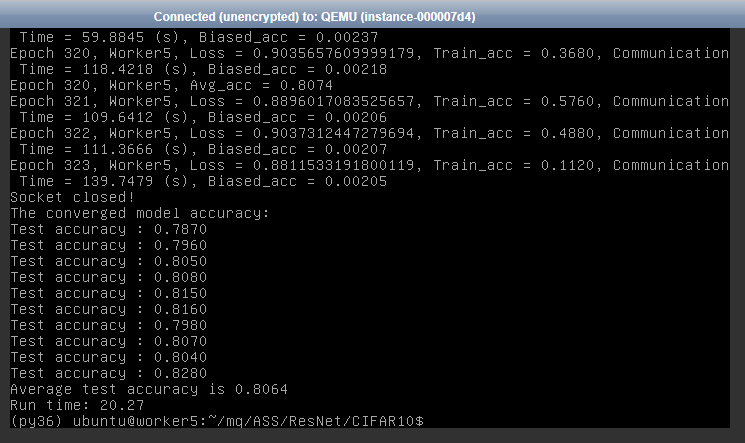 Connected (unencrypted) to: QEMU (instance-000007d4)
Time = 59.8845 (s), Biased_acc = 0.00237
Epoch 320, Worker5, Loss = 0.9035657609999179, Train_acc = 0.3680, Communication
Time = 118.4218 (s), Biased_acc = 0.00218
Epoch 320, Worker5, Avg_acc = 0.8074
Epoch 321, Worker5, Loss = 0.8896017083525657, Train_acc = 0.5760, Communication
Time = 109.6412 (s), Biased_acc = 0.00206
Epoch 322, Worker5, Loss = 0.9037312447279694, Train_acc = 0.4880, Communication
Time = 111.3666 (s), Biased_acc = 0.00207
Epoch 323, Worker5, Loss = 0.8811533191800119, Train_acc = 0.1120, Communication
Time = 139.7479 (s), Biased_acc = 0.00205
Socket closed!
The converged model accuracy:
Test accuracy : 0.7870
Test accuracy : 0.7960
Test accuracy : 0.8050
Test accuracy : 0.8080
Test accuracy : 0.8150
Test accuracy : 0.8160
Test accuracy : 0.7980
Test accuracy : 0.8070
Test accuracy : 0.8040
Test accuracy : 0.8280
Average test accuracy is 0.8064
Run time: 20.27
(py36) ubuntu@worker5:~/mq/ASS/ResNet/CIFAR10$